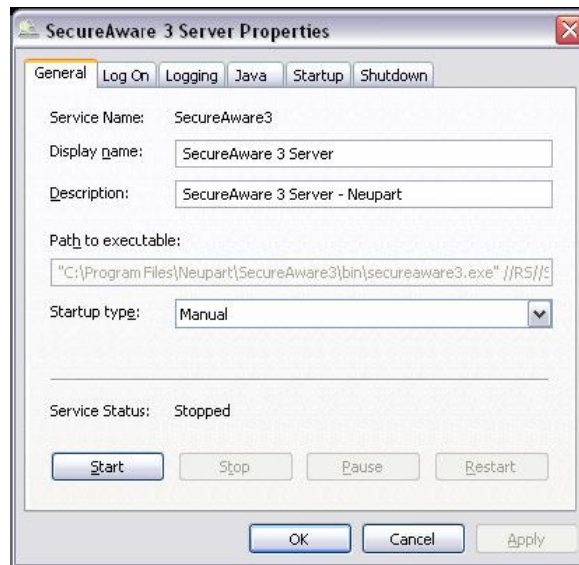 SecureAware 3 Server Properties
General Log On Logging Java Startup Shutdown
Service Name: SecureAware3
Display name: SecureAware 3 Server
Description: SecureAware 3 Server - Neupart
Path to executable:
"C:\Program Files\Neupart\SecureAware3\bin\secureaware3.exe" //RS//S
Startup type: Manual
Service Status: Stopped
Start Stop Pause Restart
OK Cancel Apply